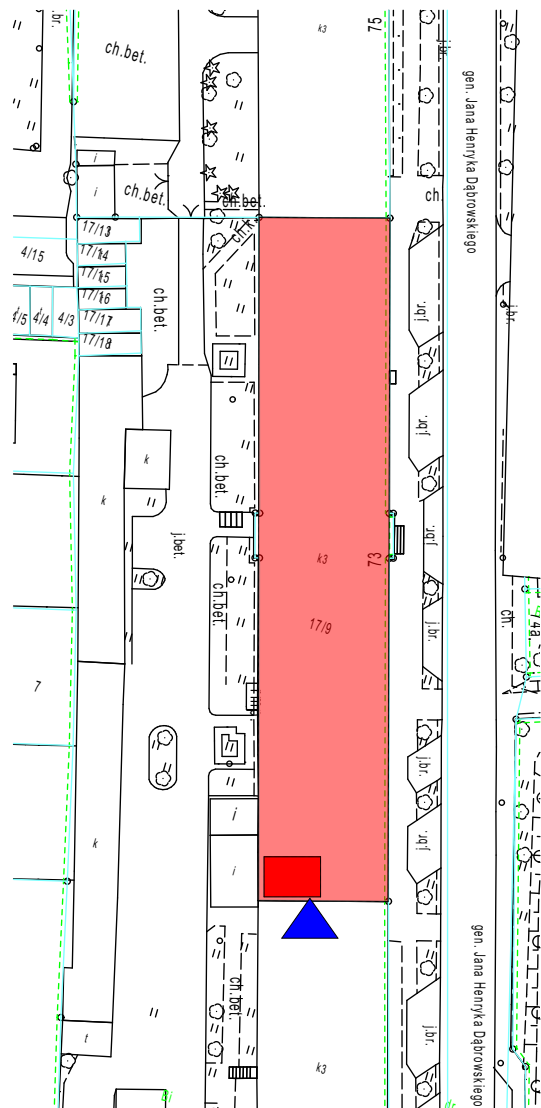 j.br.
ch.bet.
k3
75
j.br.
gen. Jana Henryka Dąbrowskiego
i
i
ch.bet.
ch.bet.
ch.
17/13
17/14
17/15
17/16
17/17
17/18
4/15
4/5
4/4
4/3
ch.bet.
j.br.
j.br.
j.br.
k
k
ch.bet.
j.br.
j.bet.
k3
73
17/9
ch.bet.
j.br.
ch.
74a
7
j.br.
j.br.
k
i
i
gen. Jana Henryka Dąbrowskiego
ch.bet.
j.br.
t
k3